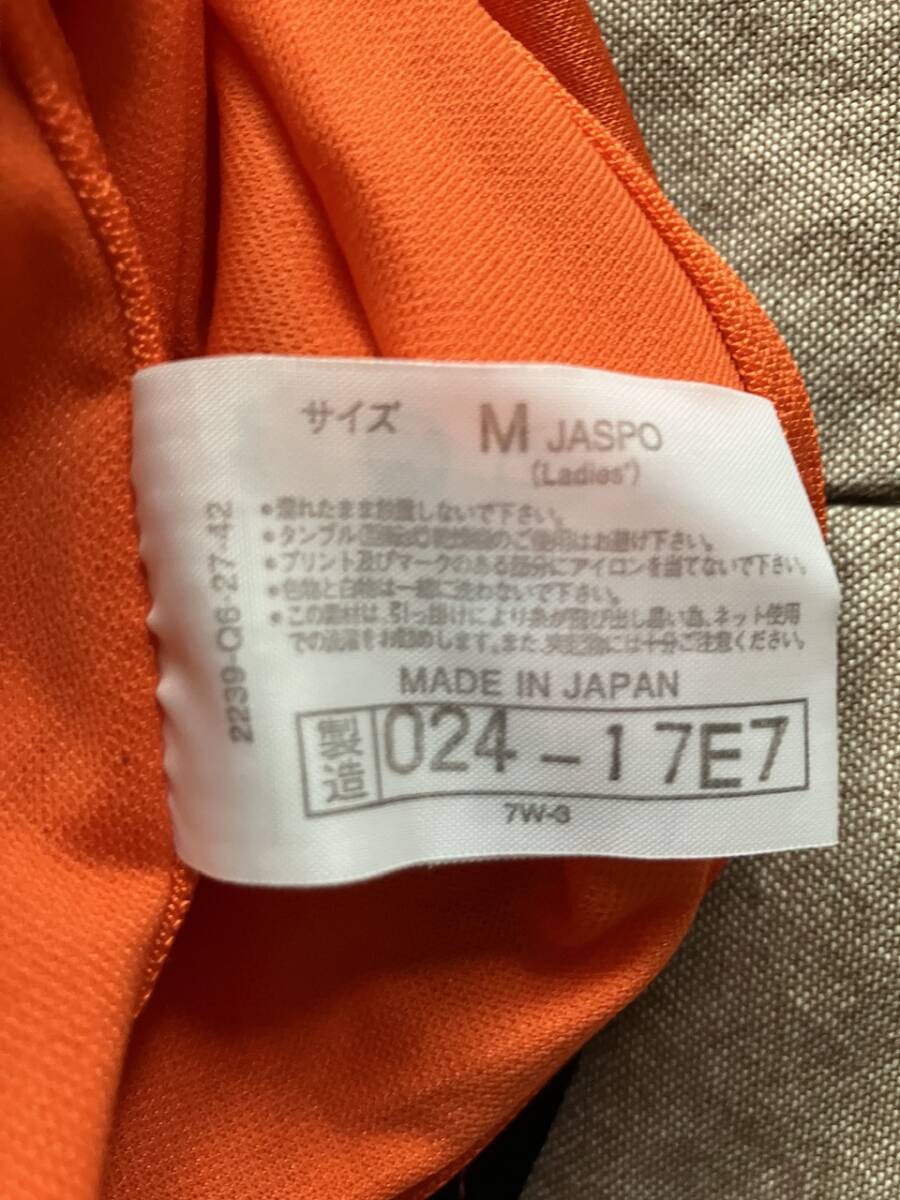 サイズ M JASPO
(Ladies')
•濡れたまま放置しないで下さい。
•タンブル のご使用はお避け下さい。
•プリント及びマークのある部分にアイロンを当てないで下さい。
•色物と白物は一緒に洗わないで下さい
•この素材は、引っ掛けにより糸が飛び出し易い為、ネット使用
での洗濯をお勧めします。また、 には十分ご注意ください。
MADE IN JAPAN
製造 024-17E7
7W-3
2239-Q6-27-42